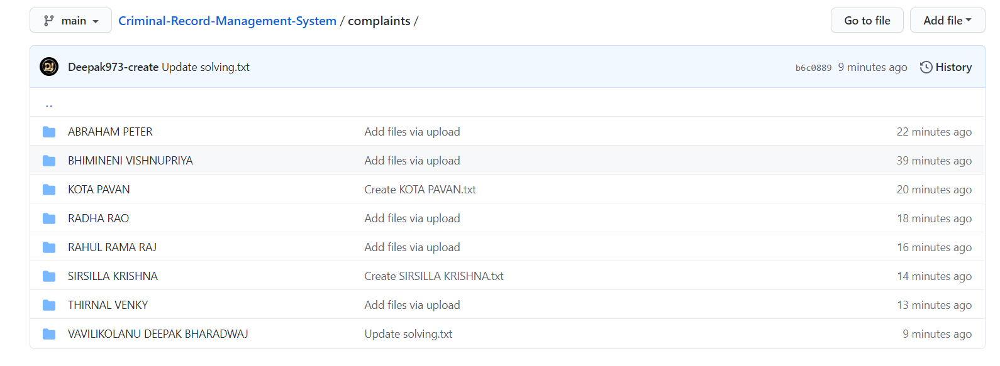 main Criminal-Record-Management-System / complaints / Go to file Add file
DJ Deepak973-create Update solving.txt b6c0889 9 minutes ago History
..
ABRAHAM PETER Add files via upload 22 minutes ago
BHIMINENI VISHNUPRIYA Add files via upload 39 minutes ago
KOTA PAVAN Create KOTA PAVAN.txt 20 minutes ago
RADHA RAO Add files via upload 18 minutes ago
RAHUL RAMA RAJ Add files via upload 16 minutes ago
SIRSILLA KRISHNA Create SIRSILLA KRISHNA.txt 14 minutes ago
THIRNAL VENKY Add files via upload 13 minutes ago
VAVILIKOLANU DEEPAK BHARADWAJ Update solving.txt 9 minutes ago